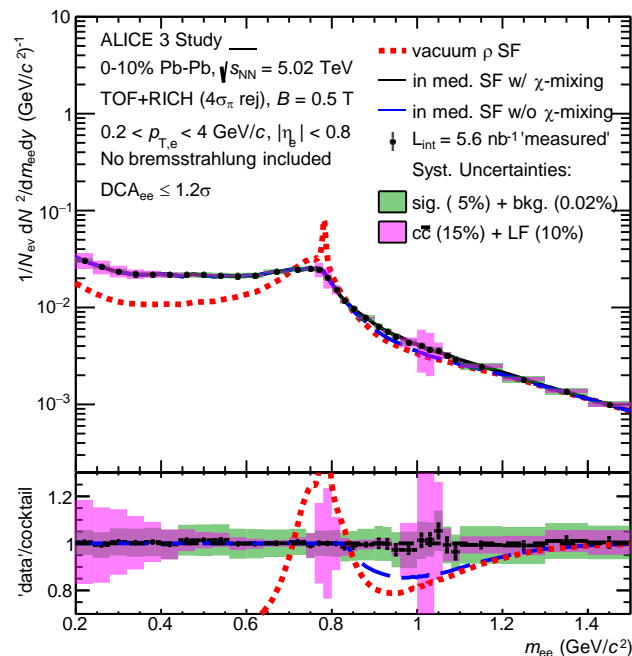 ALICE 3 Study
0-10% Pb-Pb, √s_NN = 5.02 TeV
TOF+RICH (4σ_π rej), B = 0.5 T
0.2 < p_T,e < 4 GeV/c, |η_e| < 0.8
No bremsstrahlung included
DCA_ee ≤ 1.2σ
vacuum ρ SF
in med. SF w/ χ-mixing
in med. SF w/o χ-mixing
L_int = 5.6 nb⁻¹ 'measured'
Syst. Uncertainties:
sig. ( 5%) + bkg. (0.02%)
cc̄ (15%) + LF (10%)
1/N_ev dN²/dm_ee dy (GeV/c²)⁻¹
10
1
10⁻¹
10⁻²
10⁻³
'data'/cocktail
1.2
1
0.8
0.2 0.4 0.6 0.8 1 1.2 1.4
m_ee (GeV/c²)